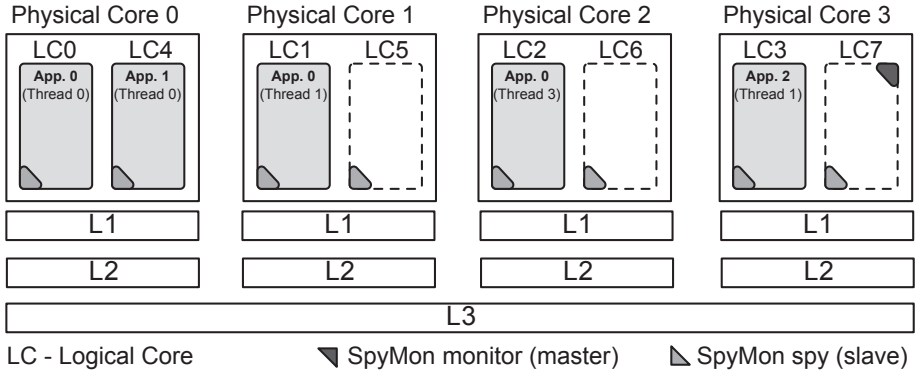 Physical Core 0 Physical Core 1 Physical Core 2 Physical Core 3
LC0 LC4 LC1 LC5 LC2 LC6 LC3 LC7
App. 0 App. 1 App. 0 App. 0 App. 2
(Thread 0) (Thread 0) (Thread 1) (Thread 3) (Thread 1)
L1 L1 L1 L1
L2 L2 L2 L2
L3
LC - Logical Core SpyMon monitor (master) SpyMon spy (slave)